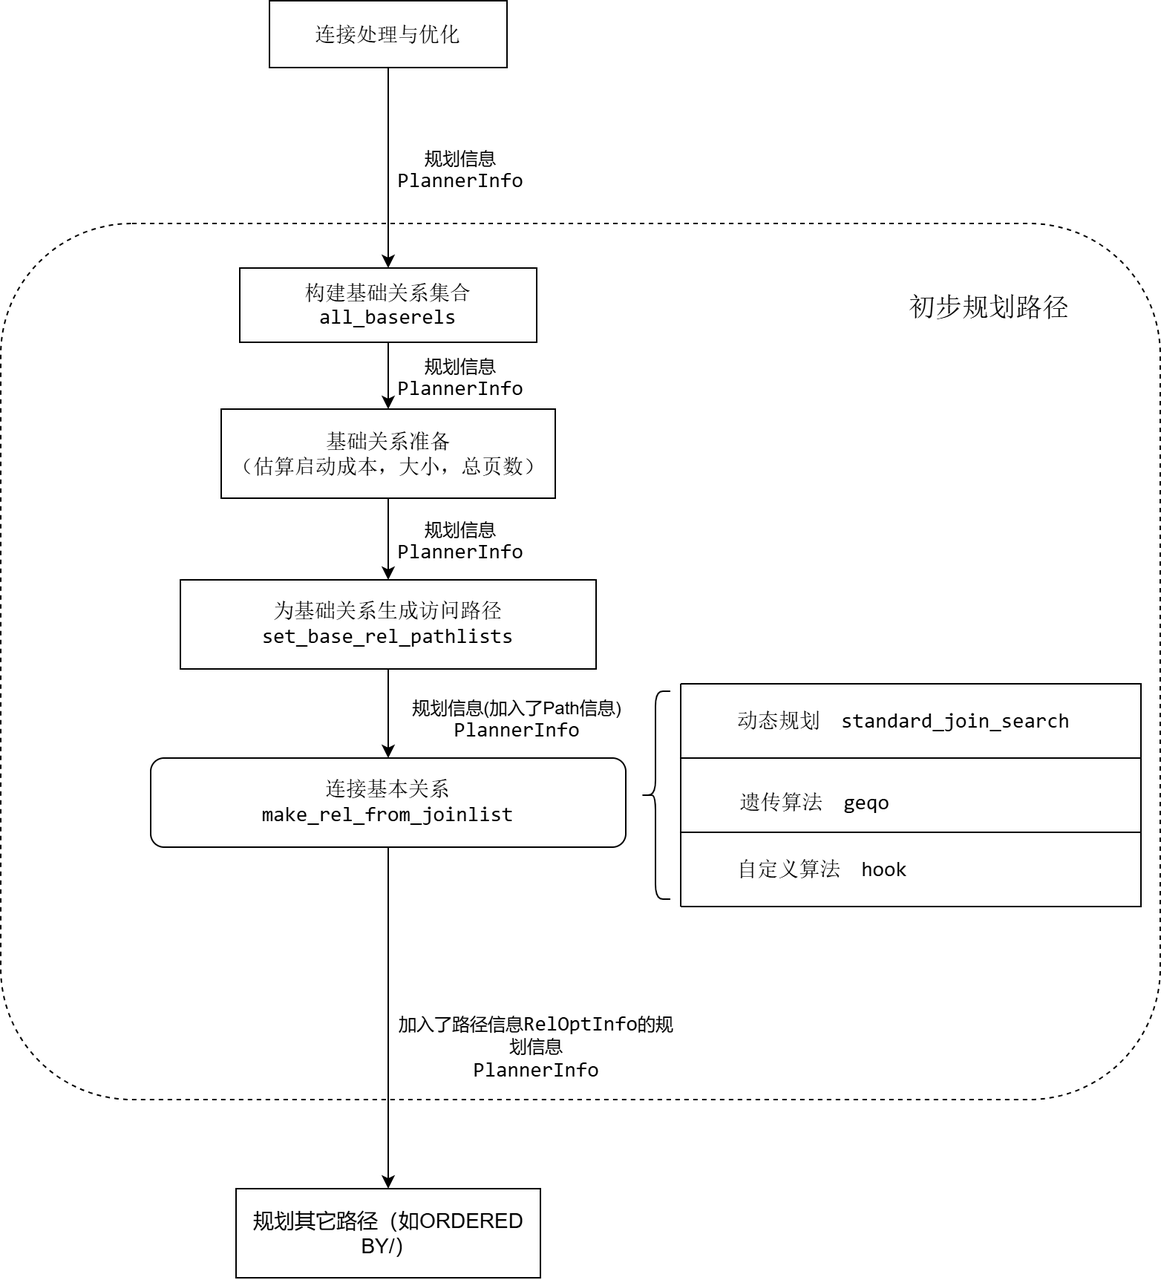 连接处理与优化
规划信息
PlannerInfo
初步规划路径
构建基础关系集合
all_baserels
规划信息
PlannerInfo
基础关系准备
（估算启动成本，大小，总页数）
规划信息
PlannerInfo
为基础关系生成访问路径
set_base_rel_pathlists
规划信息(加入了Path信息)
PlannerInfo
连接基本关系
make_rel_from_joinlist
动态规划 standard_join_search
遗传算法 geqo
自定义算法 hook
加入了路径信息RelOptInfo的规
划信息
PlannerInfo
规划其它路径（如ORDERED
BY/）